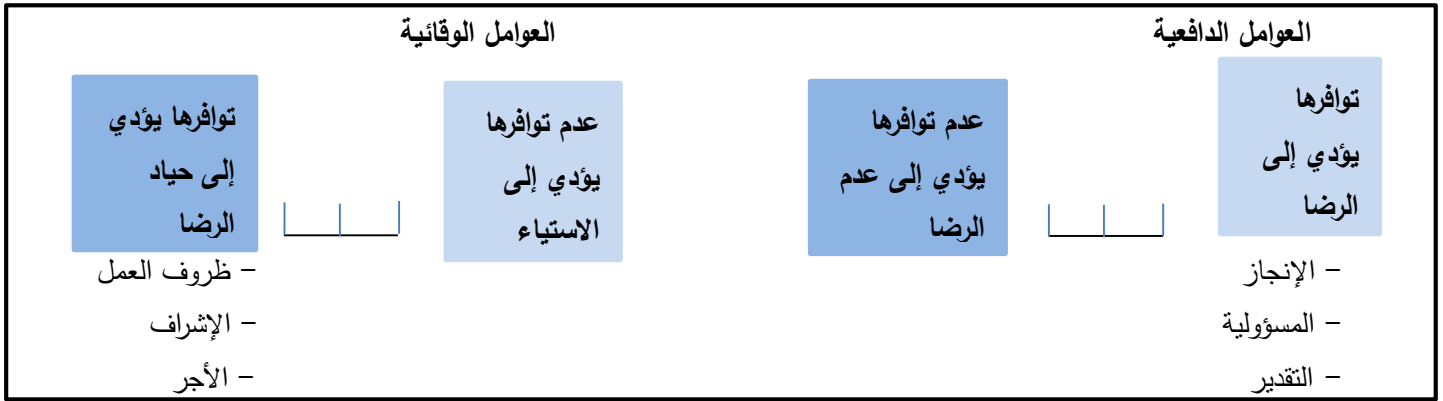 العوامل الدافعية
العوامل الوقائية
توافرها
يؤدي إلى
الرضا
عدم توافرها
يؤدي إلى عدم
الرضا
عدم توافرها
يؤدي إلى
الاستياء
توافرها يؤدي
إلى حياد
الرضا
– الإنجاز
– المسؤولية
– التقدير
– ظروف العمل
– الإشراف
– الأجر